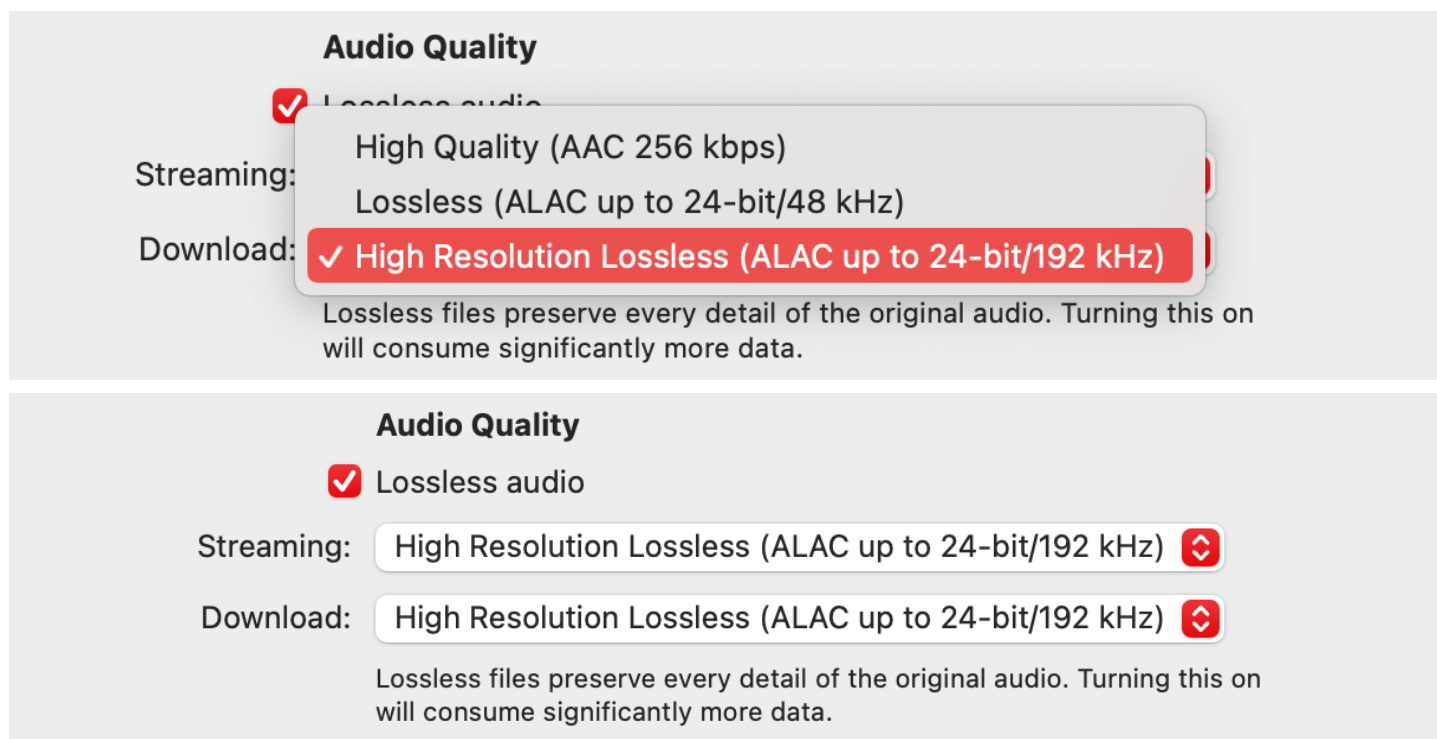 Audio Quality
Lossless audio
High Quality (AAC 256 kbps)
Streaming:
Lossless (ALAC up to 24-bit/48 kHz)
Download:
High Resolution Lossless (ALAC up to 24-bit/192 kHz)
Lossless files preserve every detail of the original audio. Turning this on
will consume significantly more data.
Audio Quality
Lossless audio
Streaming: High Resolution Lossless (ALAC up to 24-bit/192 kHz)
Download: High Resolution Lossless (ALAC up to 24-bit/192 kHz)
Lossless files preserve every detail of the original audio. Turning this on
will consume significantly more data.